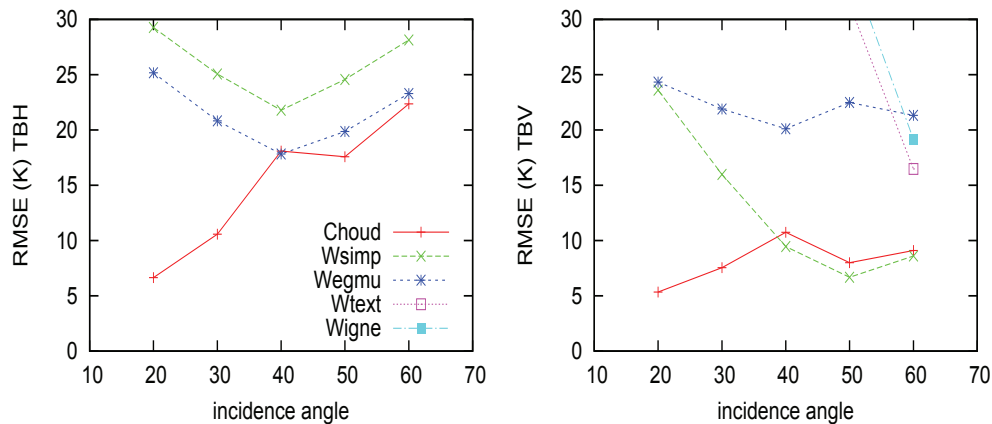 RMSE (K) TBH
30
25
20
15
10
5
0
10 20 30 40 50 60 70
incidence angle
Choud
Wsimp
Wegmu
Wtext
Wigne
RMSE (K) TBV
30
25
20
15
10
5
0
10 20 30 40 50 60 70
incidence angle